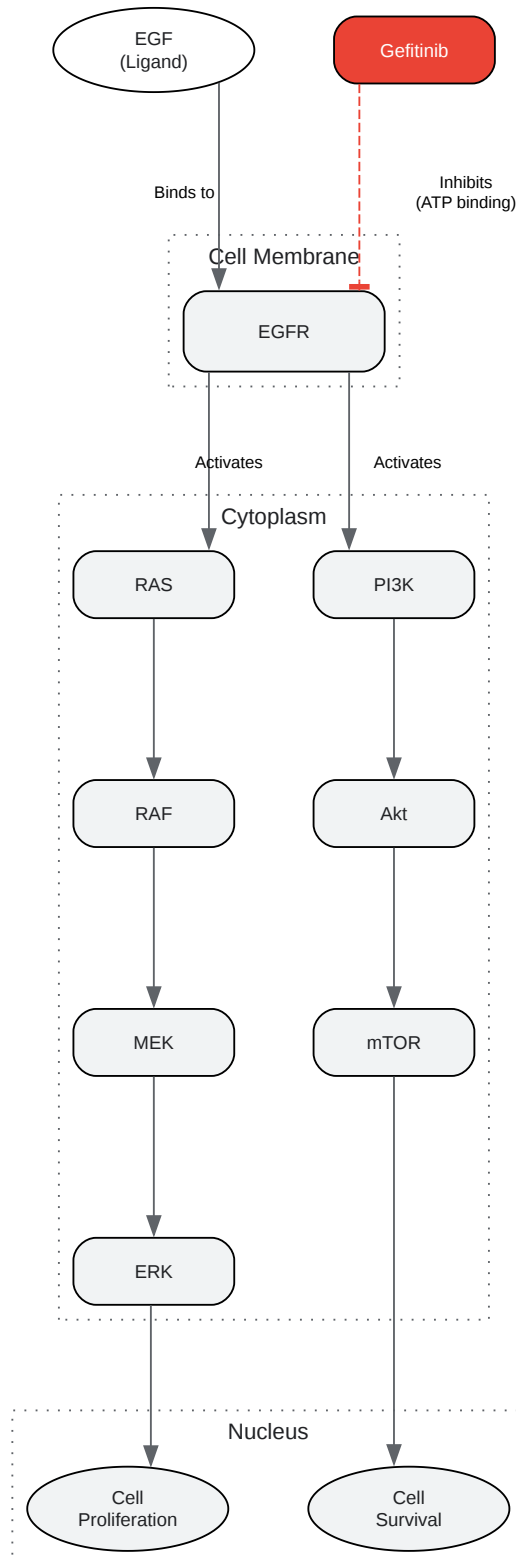 EGF
(Ligand)
Gefitinib
Binds to
Inhibits
(ATP binding)
Cell Membrane
EGFR
Activates
Activates
Cytoplasm
RAS
PI3K
RAF
Akt
MEK
mTOR
ERK
Nucleus
Cell
Proliferation
Cell
Survival